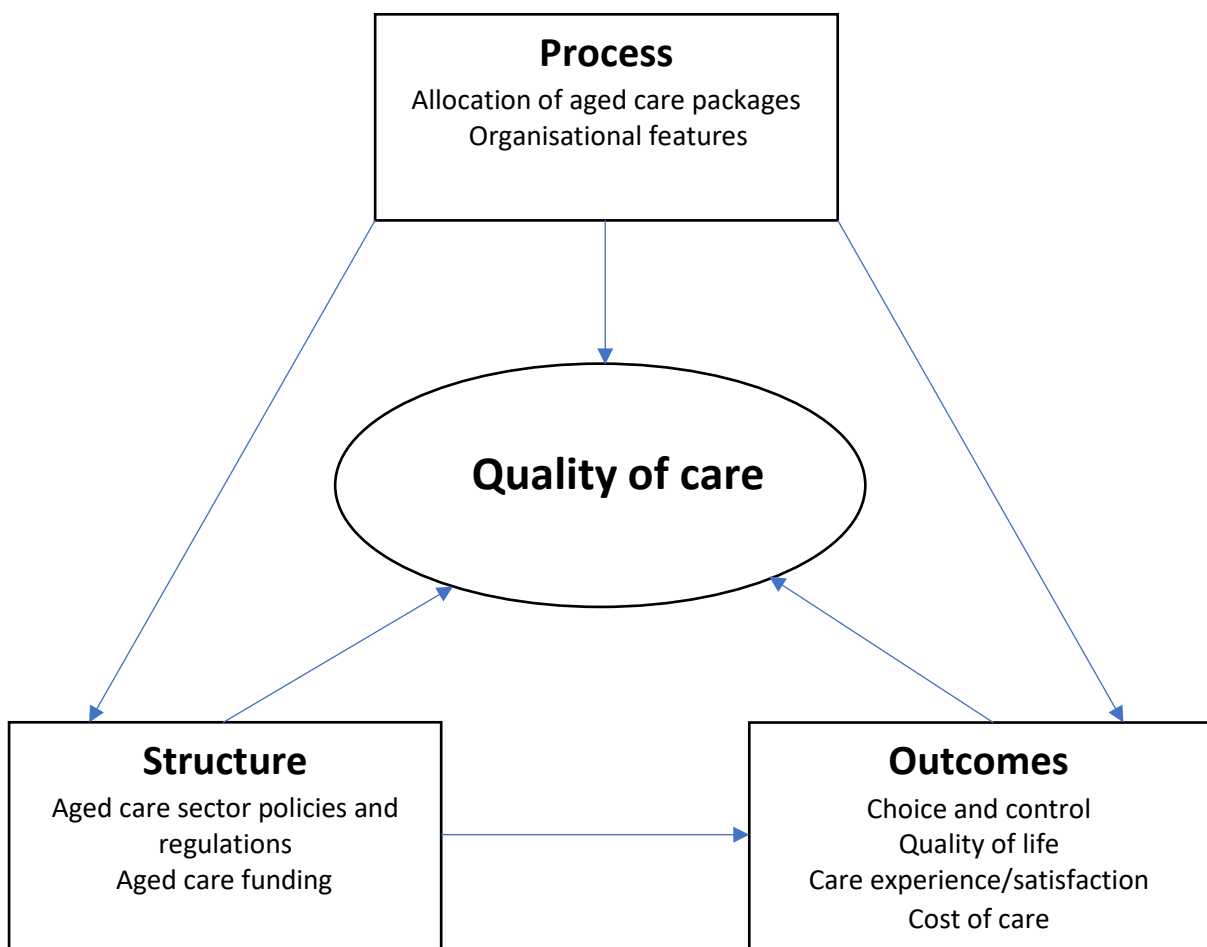 Process
Allocation of aged care packages
Organisational features
Quality of care
Structure
Aged care sector policies and
regulations
Aged care funding
Outcomes
Choice and control
Quality of life
Care experience/satisfaction
Cost of care